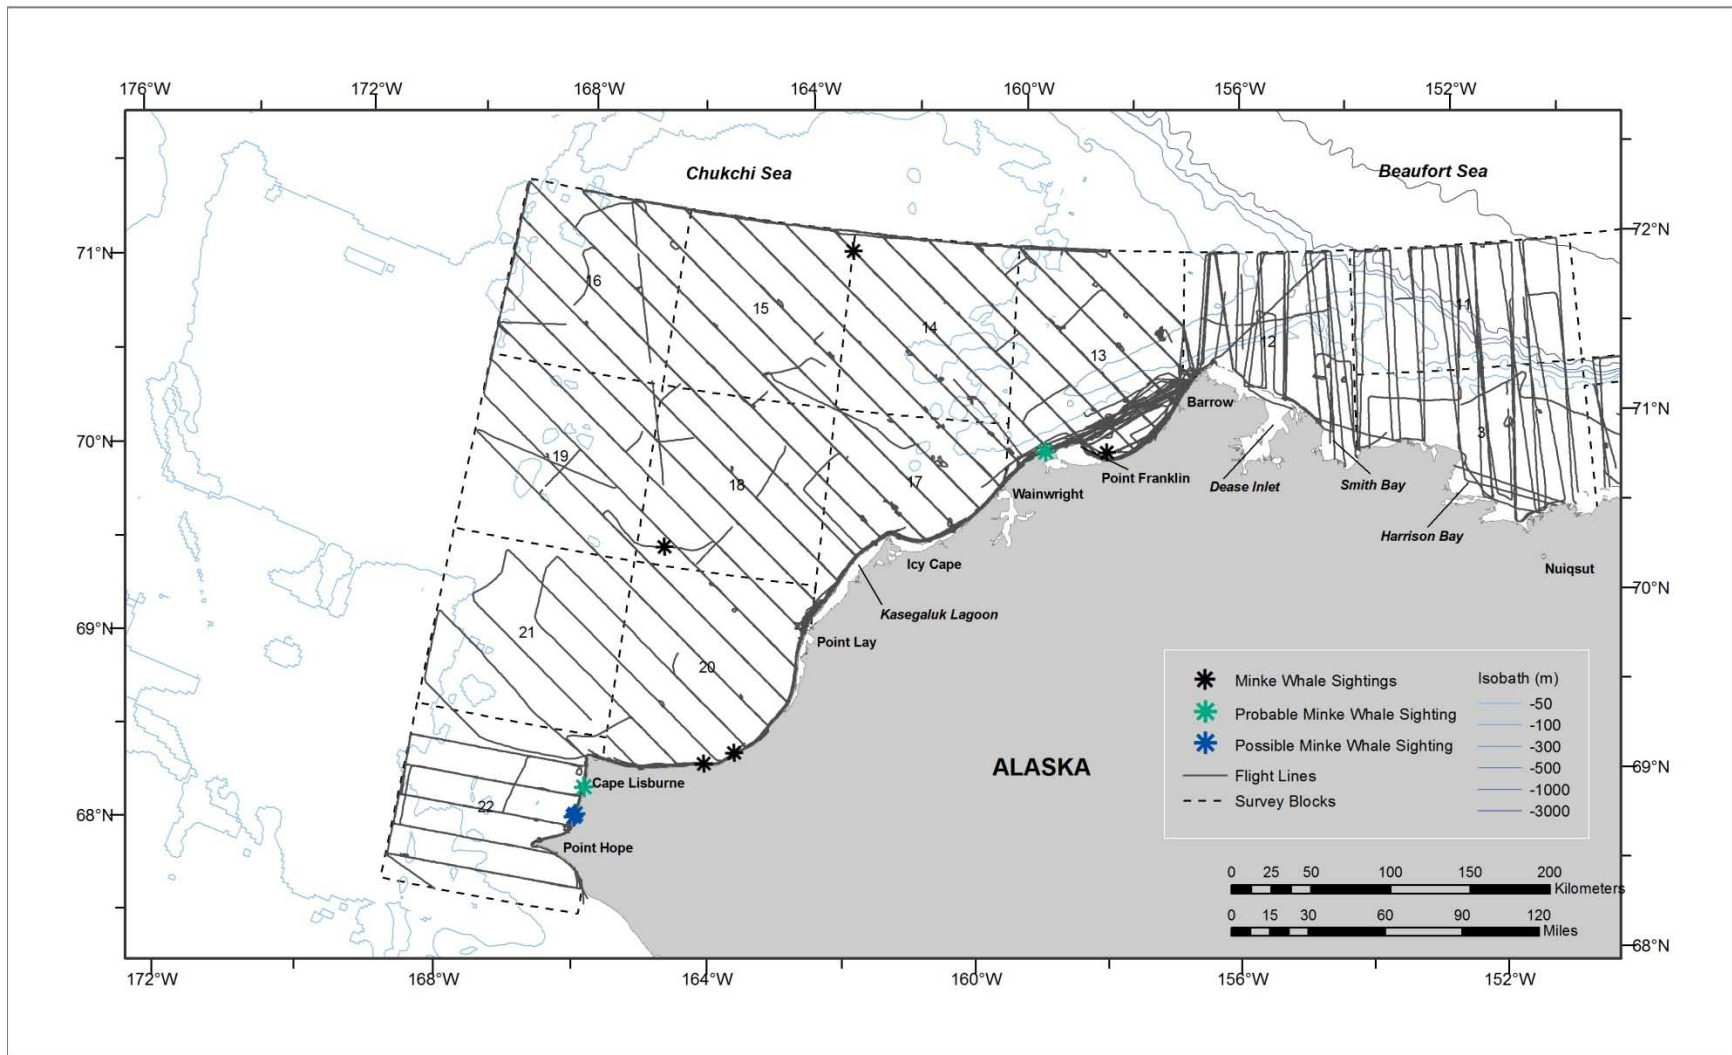 176°W 172°W 168°W 164°W 160°W 156°W 152°W
Chukchi Sea
Beaufort Sea
72°N
71°N
16
15
14
11
12
13
Barrow
71°N
70°N
3
19
18
17
Point Franklin
Wainwright
Dease Inlet
Smith Bay
Harrison Bay
Icy Cape
Nuiqsut
70°N
Kasegaluk Lagoon
69°N
21
Point Lay
20
Minke Whale Sightings
Probable Minke Whale Sighting
Possible Minke Whale Sighting
Flight Lines
Survey Blocks
Isobath (m)
-50
-100
-300
-500
-1000
-3000
ALASKA
69°N
Cape Lisburne
22
68°N
Point Hope
0 25 50 100 150 200
Kilometers
0 15 30 60 90 120
Miles
68°N
172°W 168°W 164°W 160°W 156°W 152°W